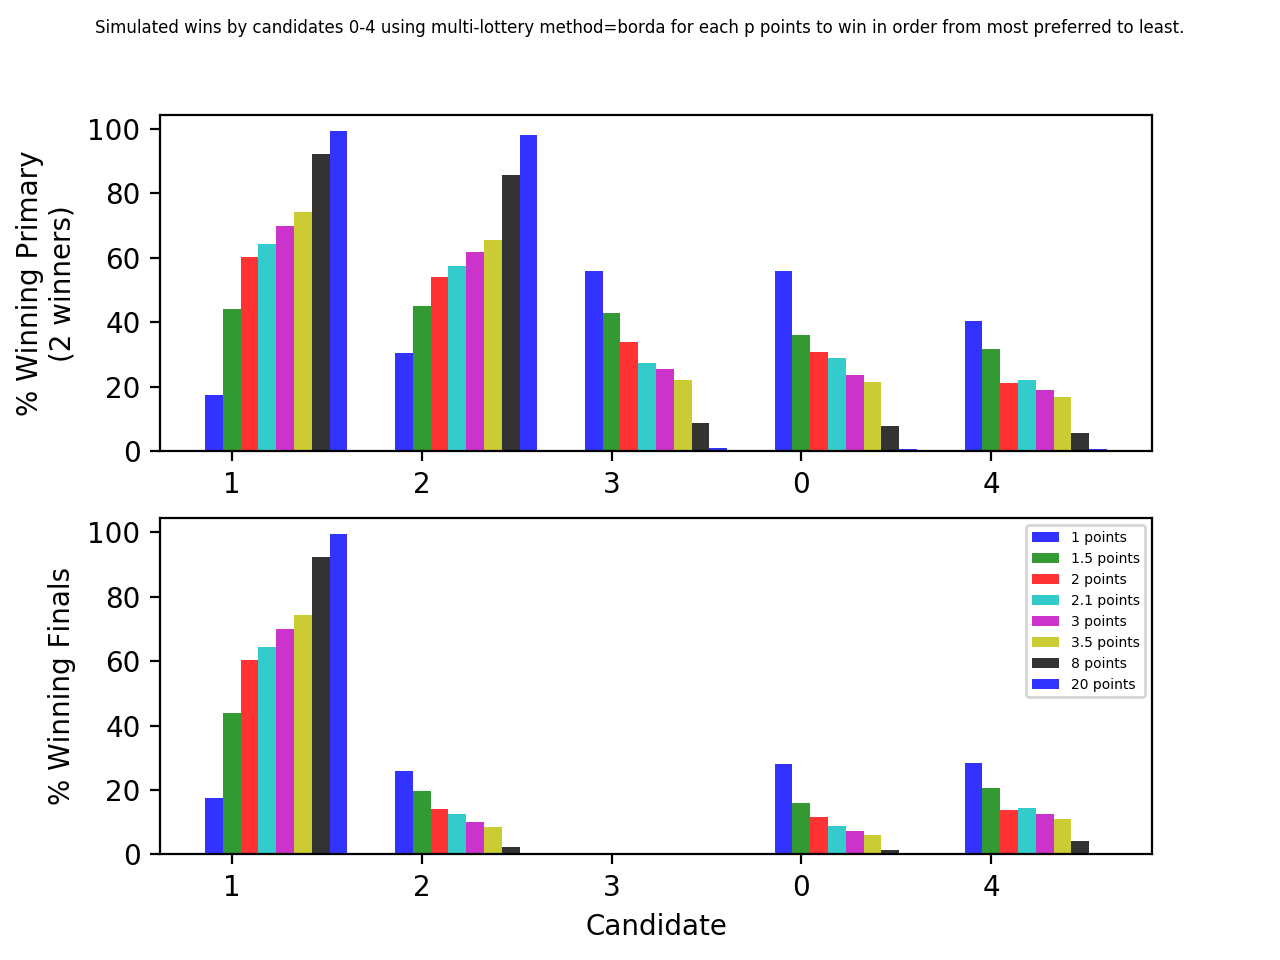 Simulated wins by candidates 0-4 using multi-lottery method=borda for each p points to win in order from most preferred to least.
% Winning Primary
(2 winners)
100
80
60
40
20
0
1 2 3 0 4
% Winning Finals
100
80
60
40
20
0
1 points
1.5 points
2 points
2.1 points
3 points
3.5 points
8 points
20 points
1 2 3 0 4
Candidate